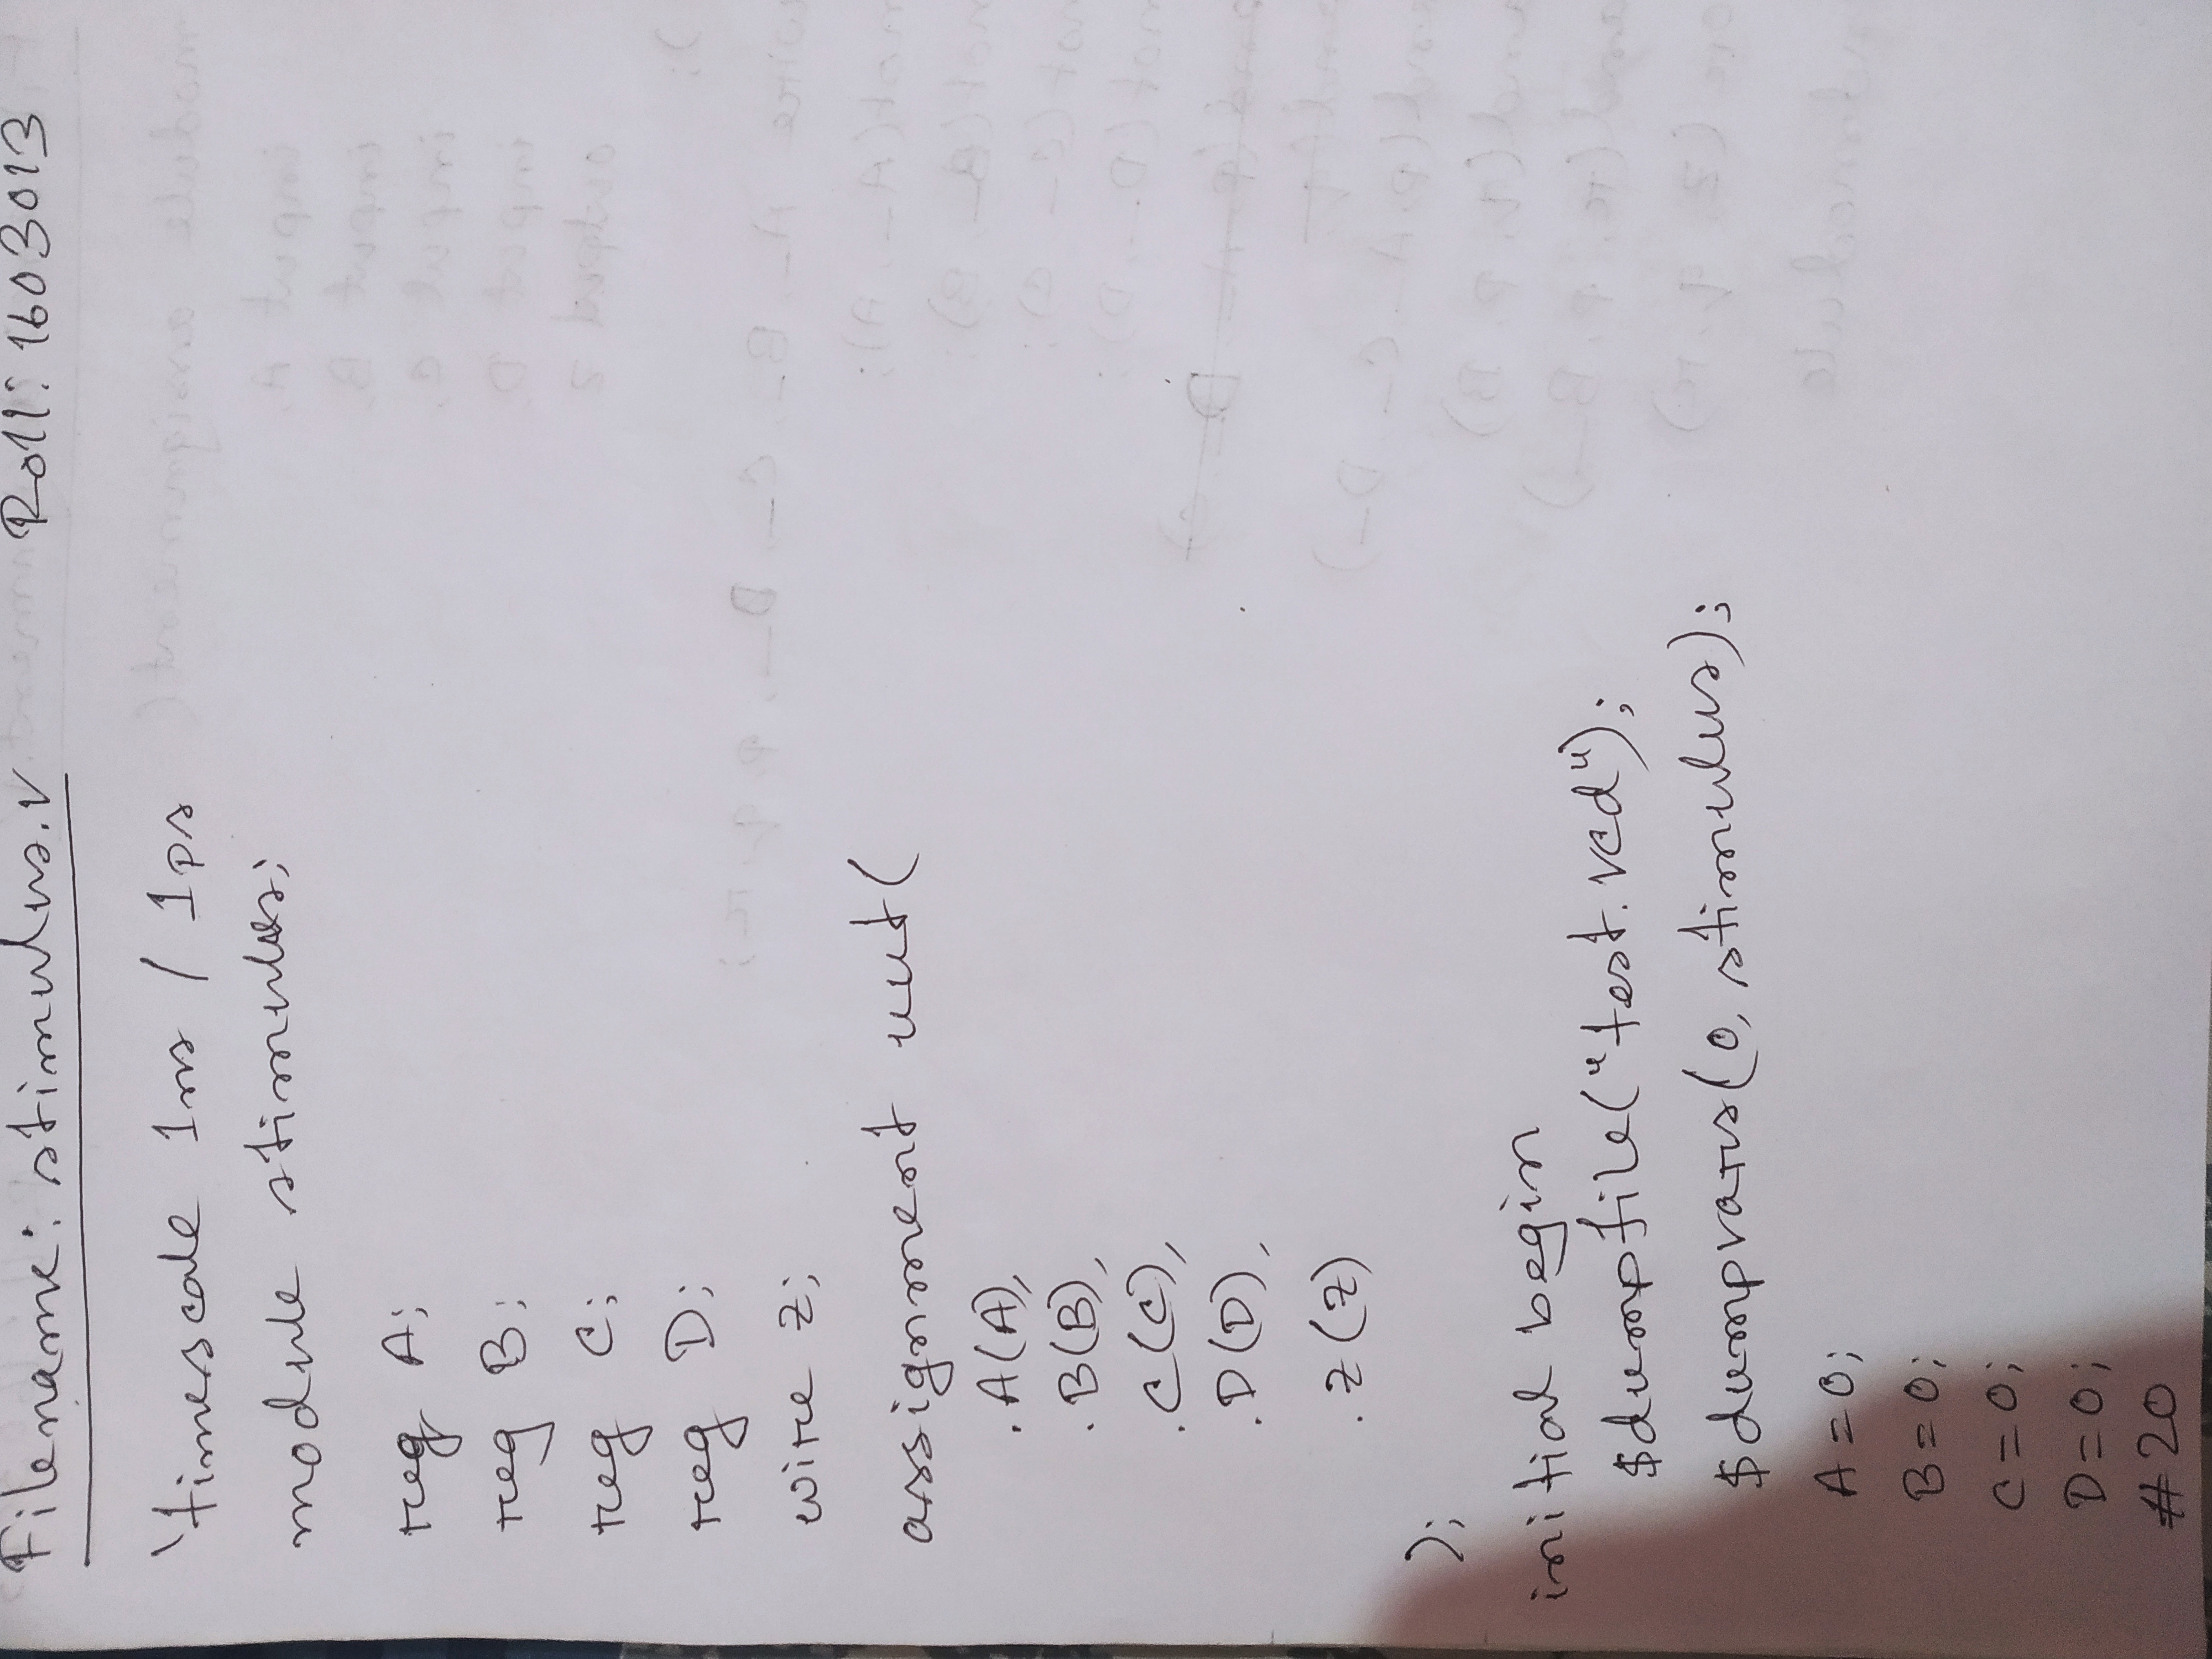 Filename: stimulus.v Roll: 1603013
`timescale 1ns / 1ps
module stimulus;
reg A;
reg B;
reg C;
reg D;
wire z;
assignment uut(
.A(A),
.B(B),
.C(C),
.D(D),
.z(z)
);
initial begin
$dumpfile("test.vcd");
$dumpvars(0, stimulus);
A=0;
B=0;
C=0;
D=0;
#20